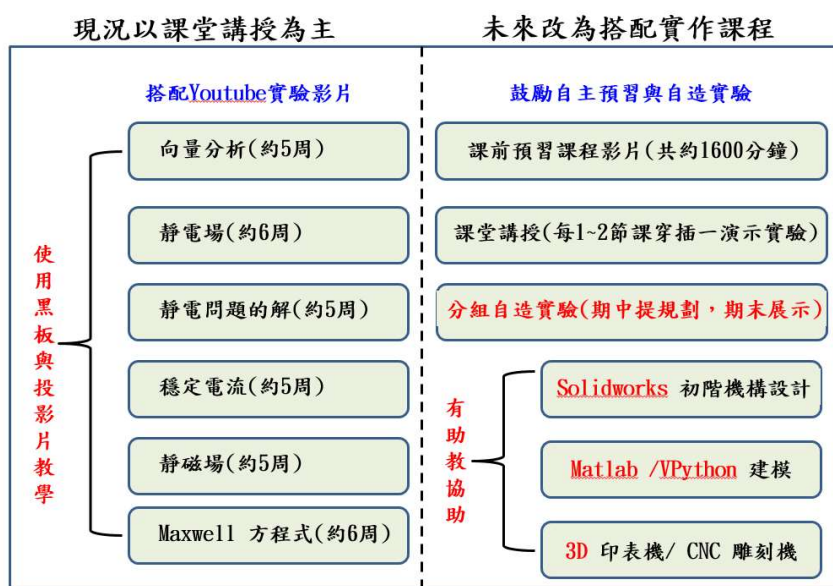 現況以課堂講授為主
搭配Youtube實驗影片
使用黑板與投影片教學
向量分析(約5周)
靜電場(約6周)
靜電問題的解(約5周)
穩定電流(約5周)
靜磁場(約5周)
Maxwell 方程式(約6周)
未來改為搭配實作課程
鼓勵自主預習與自造實驗
課前預習課程影片(共約1600分鐘)
課堂講授(每1~2節課穿插一演示實驗)
分組自造實驗(期中提規劃，期末展示)
有助教協助
Solidworks 初階機構設計
Matlab /VPython 建模
3D 印表機/ CNC 雕刻機